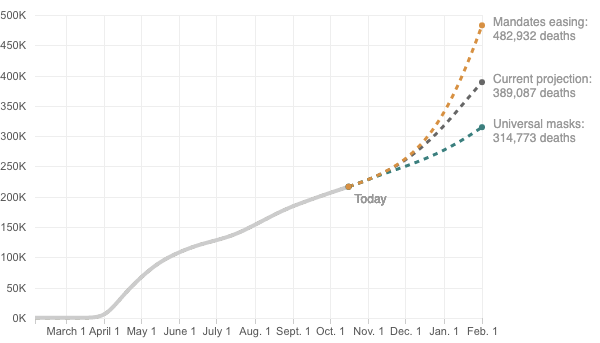 500K
450K
400K
350K
300K
250K
200K
150K
100K
50K
0K
Mandates easing:
482,932 deaths
Current projection:
389,087 deaths
Universal masks:
314,773 deaths
Today
March 1 April 1 May 1 June 1 July 1 Aug. 1 Sept. 1 Oct. 1 Nov. 1 Dec. 1 Jan. 1 Feb. 1